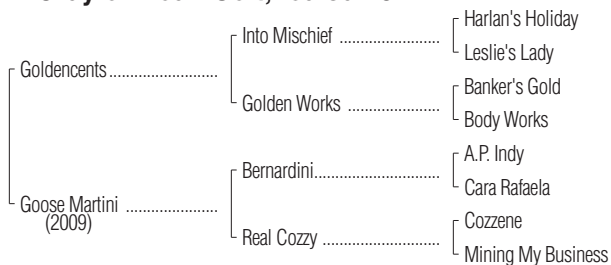 Harlan's Holiday
Into Mischief ....................
Leslie's Lady
Goldencents......................
Banker's Gold
Golden Works ..................
Body Works
A.P. Indy
Bernardini.........................
Cara Rafaela
Goose Martini ..................
(2009)
Cozzene
Real Cozzy .......................
Mining My Business